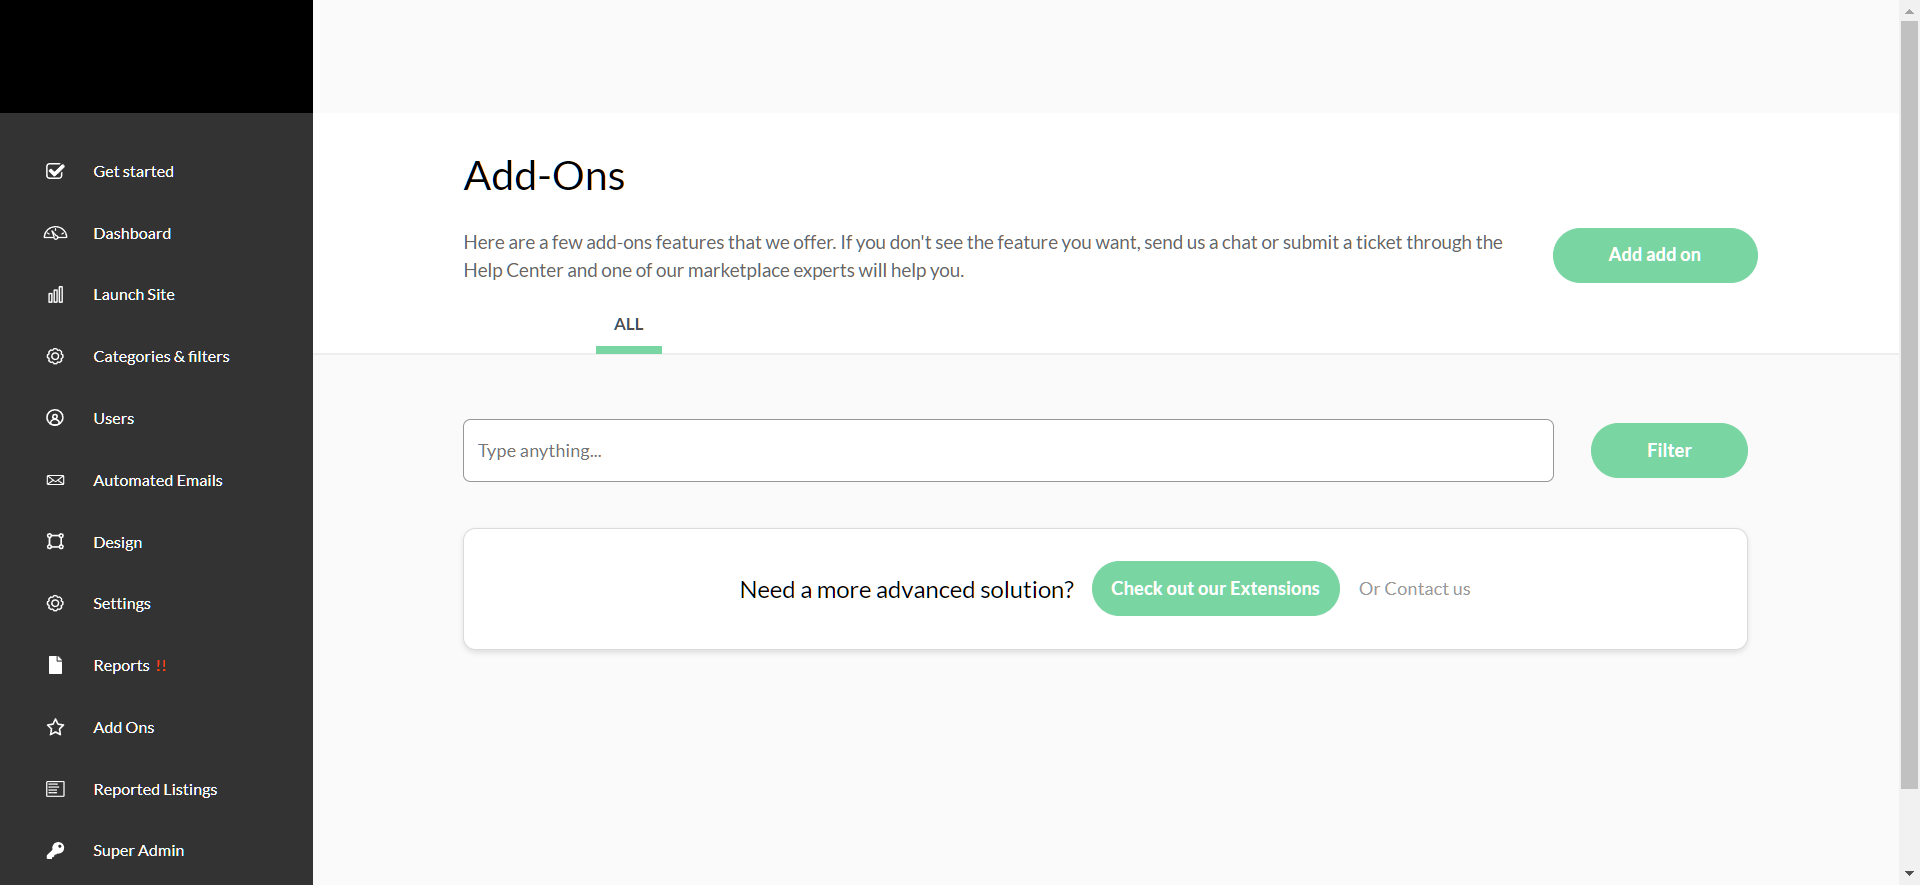 Get started
Dashboard
Launch Site
Categories & filters
Users
Automated Emails
Design
Settings
Reports !!
Add Ons
Reported Listings
Super Admin
Add-Ons
Here are a few add-ons features that we offer. If you don't see the feature you want, send us a chat or submit a ticket through the
Help Center and one of our marketplace experts will help you.
Add add on
ALL
Type anything...
Filter
Need a more advanced solution? Check out our Extensions Or Contact us